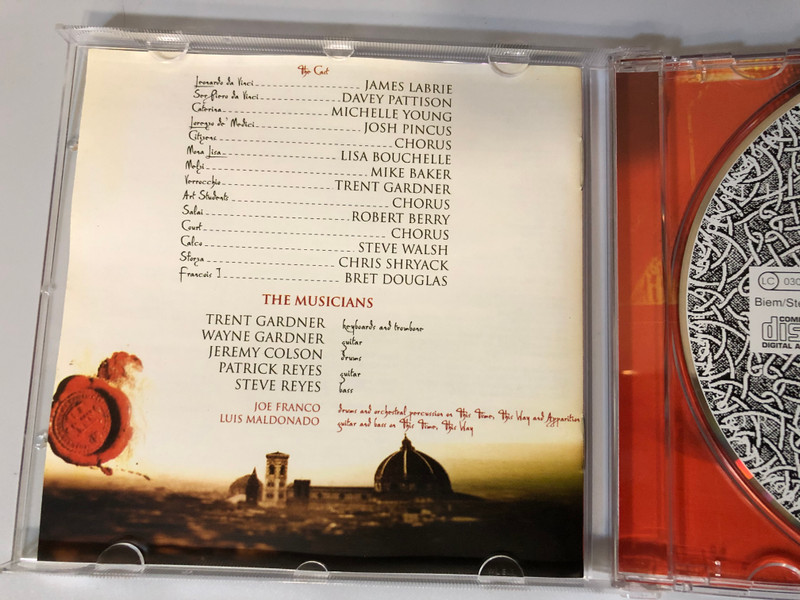 The Cast
Leonardo da Vinci JAMES LABRIE
Ser Piero da Vinci DAVEY PATTISON
Caterina MICHELLE YOUNG
Lorenzo de' Medici JOSH PINCUS
Citizens CHORUS
Mona Lisa LISA BOUCHELLE
Melzi MIKE BAKER
Verrocchio TRENT GARDNER
Art Students CHORUS
Salai ROBERT BERRY
Court CHORUS
Calco STEVE WALSH
Sforza CHRIS SHRYACK
Francois I BRET DOUGLAS
THE MUSICIANS
TRENT GARDNER keyboards and trombone
WAYNE GARDNER guitar
JEREMY COLSON drums
PATRICK REYES guitar
STEVE REYES bass
JOE FRANCO drums and orchestral percussion on This Time, This Way and Apparition
LUIS MALDONADO guitar and bass on This Time, This Way
LC
Biem/Ste
DIGITAL A